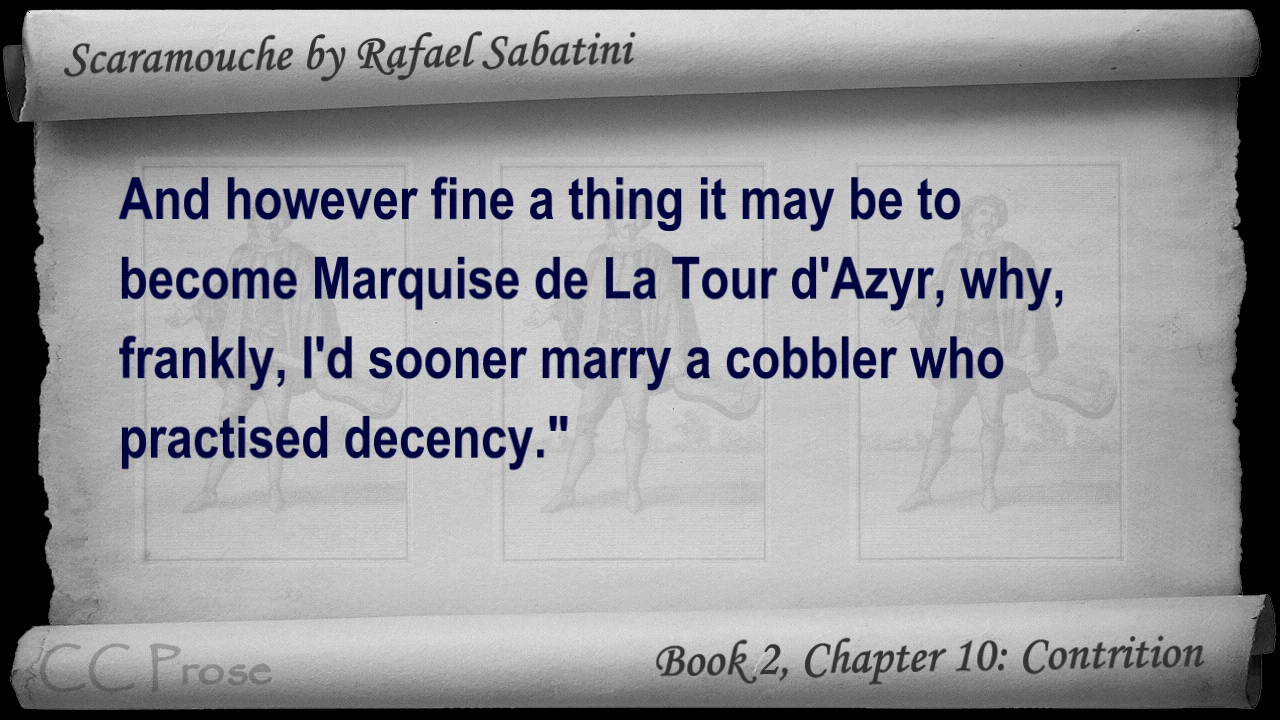 Scaramouche by Rafael Sabatini
And however fine a thing it may be to
become Marquise de La Tour d'Azyr, why,
frankly, I'd sooner marry a cobbler who
practised decency."
CC Prose
Book 2, Chapter 10: Contrition